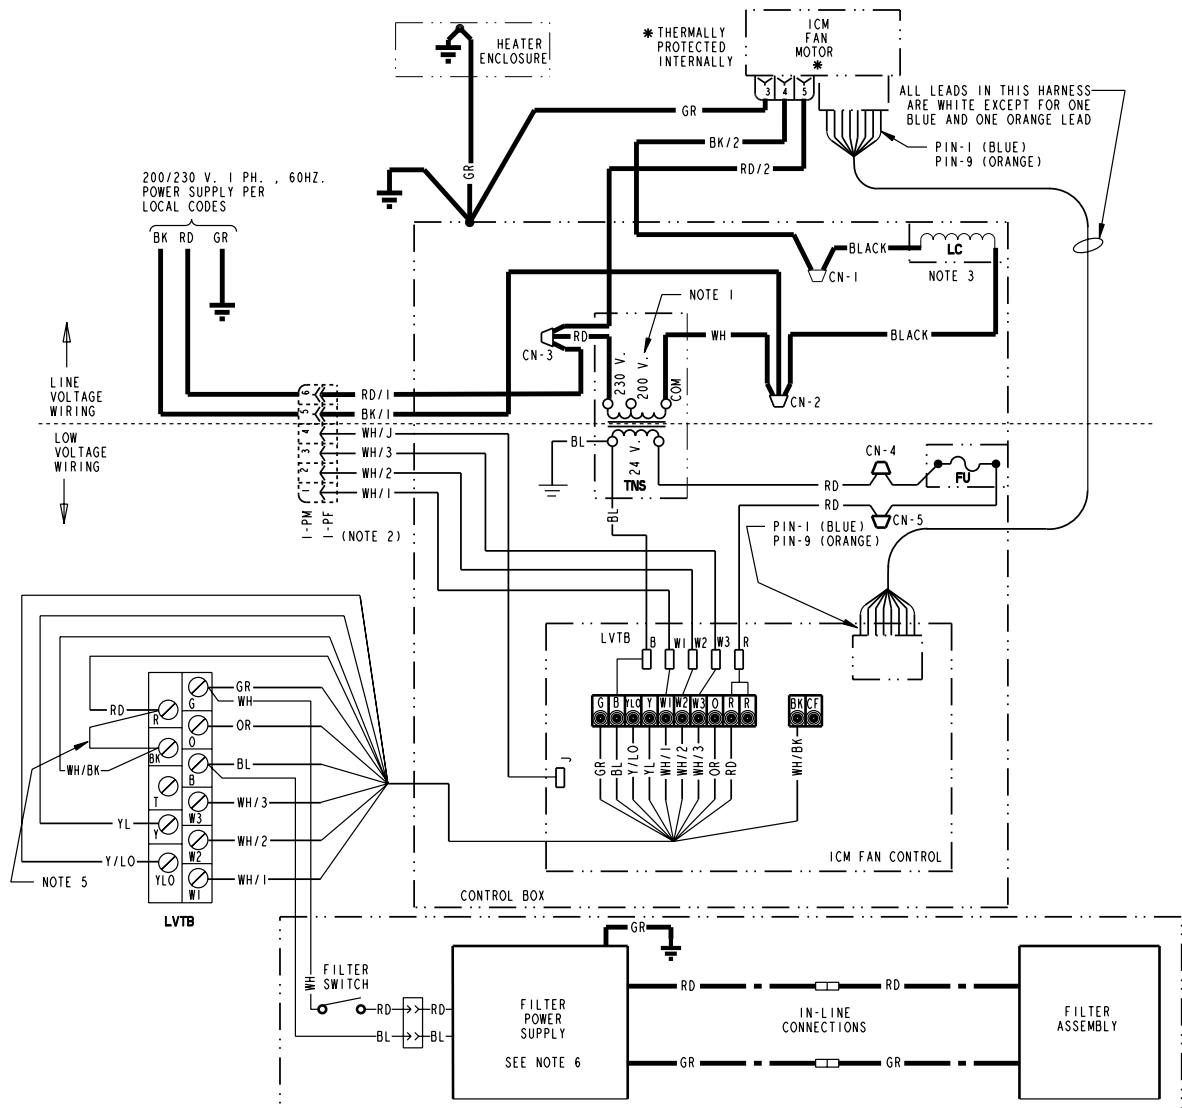 HEATER
ENCLOSURE
* THERMALLY
PROTECTED
INTERNALLY
ICM
FAN
MOTOR
*
3 4 5
ALL LEADS IN THIS HARNESS
ARE WHITE EXCEPT FOR ONE
BLUE AND ONE ORANGE LEAD
PIN-1 (BLUE)
PIN-9 (ORANGE)
GR
BK/2
RD/2
GR
200/230 V. 1 PH. , 60HZ.
POWER SUPPLY PER
LOCAL CODES
BK RD GR
BLACK
LC
CN-1
NOTE 3
NOTE 1
RD
CN-3
WH
BLACK
230 V.
200 V.
COM
CN-2
LINE
VOLTAGE
WIRING
LOW
VOLTAGE
WIRING
6
5
4
3
2
1
RD/1
BK/1
WH/J
WH/3
WH/2
WH/1
1-PM
1-PF
(NOTE 2)
BL
24 V.
TNS
BL
CN-4
RD
FU
RD
CN-5
PIN-1 (BLUE)
PIN-9 (ORANGE)
LVTB
B W1 W2 W3 R
G B YLO Y W1 W2 W3 O R R
BK CF
GR BL Y/LO YL WH/1 WH/2 WH/3 OR RD
WH/BK
J
ICM FAN CONTROL
CONTROL BOX
GR
WH
RD
R
G
OR
O
WH/BK
BK
BL
B
T
WH/3
W3
YL
Y
WH/2
W2
Y/LO
YLO
WH/1
W1
NOTE 5
LVTB
GR
WH
FILTER
SWITCH
RD
RD
BL
BL
FILTER
POWER
SUPPLY
SEE NOTE 6
RD
RD
IN-LINE
CONNECTIONS
GR
GR
FILTER
ASSEMBLY